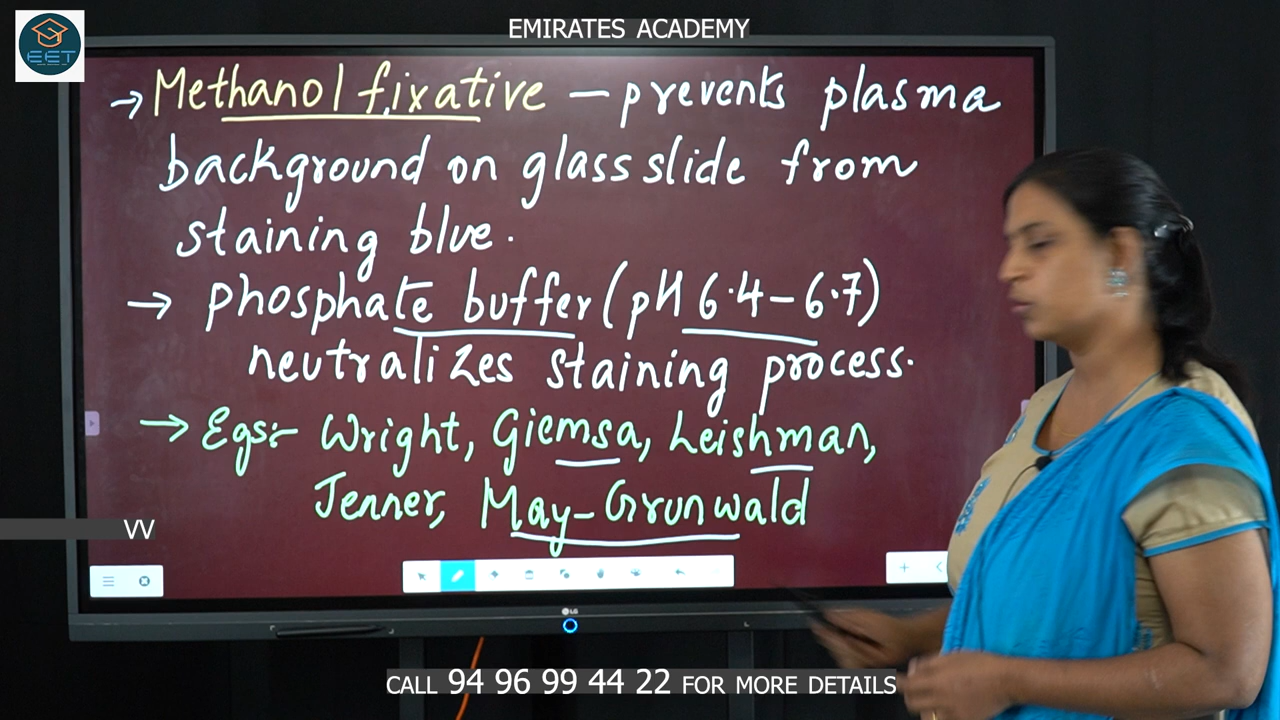 EMIRATES ACADEMY
EET
→ Methanol fixative – prevents plasma
background on glass slide from
staining blue.
→ phosphate buffer (pH 6.4–6.7)
neutralizes staining process.
→ Egs:- Wright, Giemsa, Leishman,
Jenner, May-Grunwald
VV
LG
CALL 94 96 99 44 22 FOR MORE DETAILS